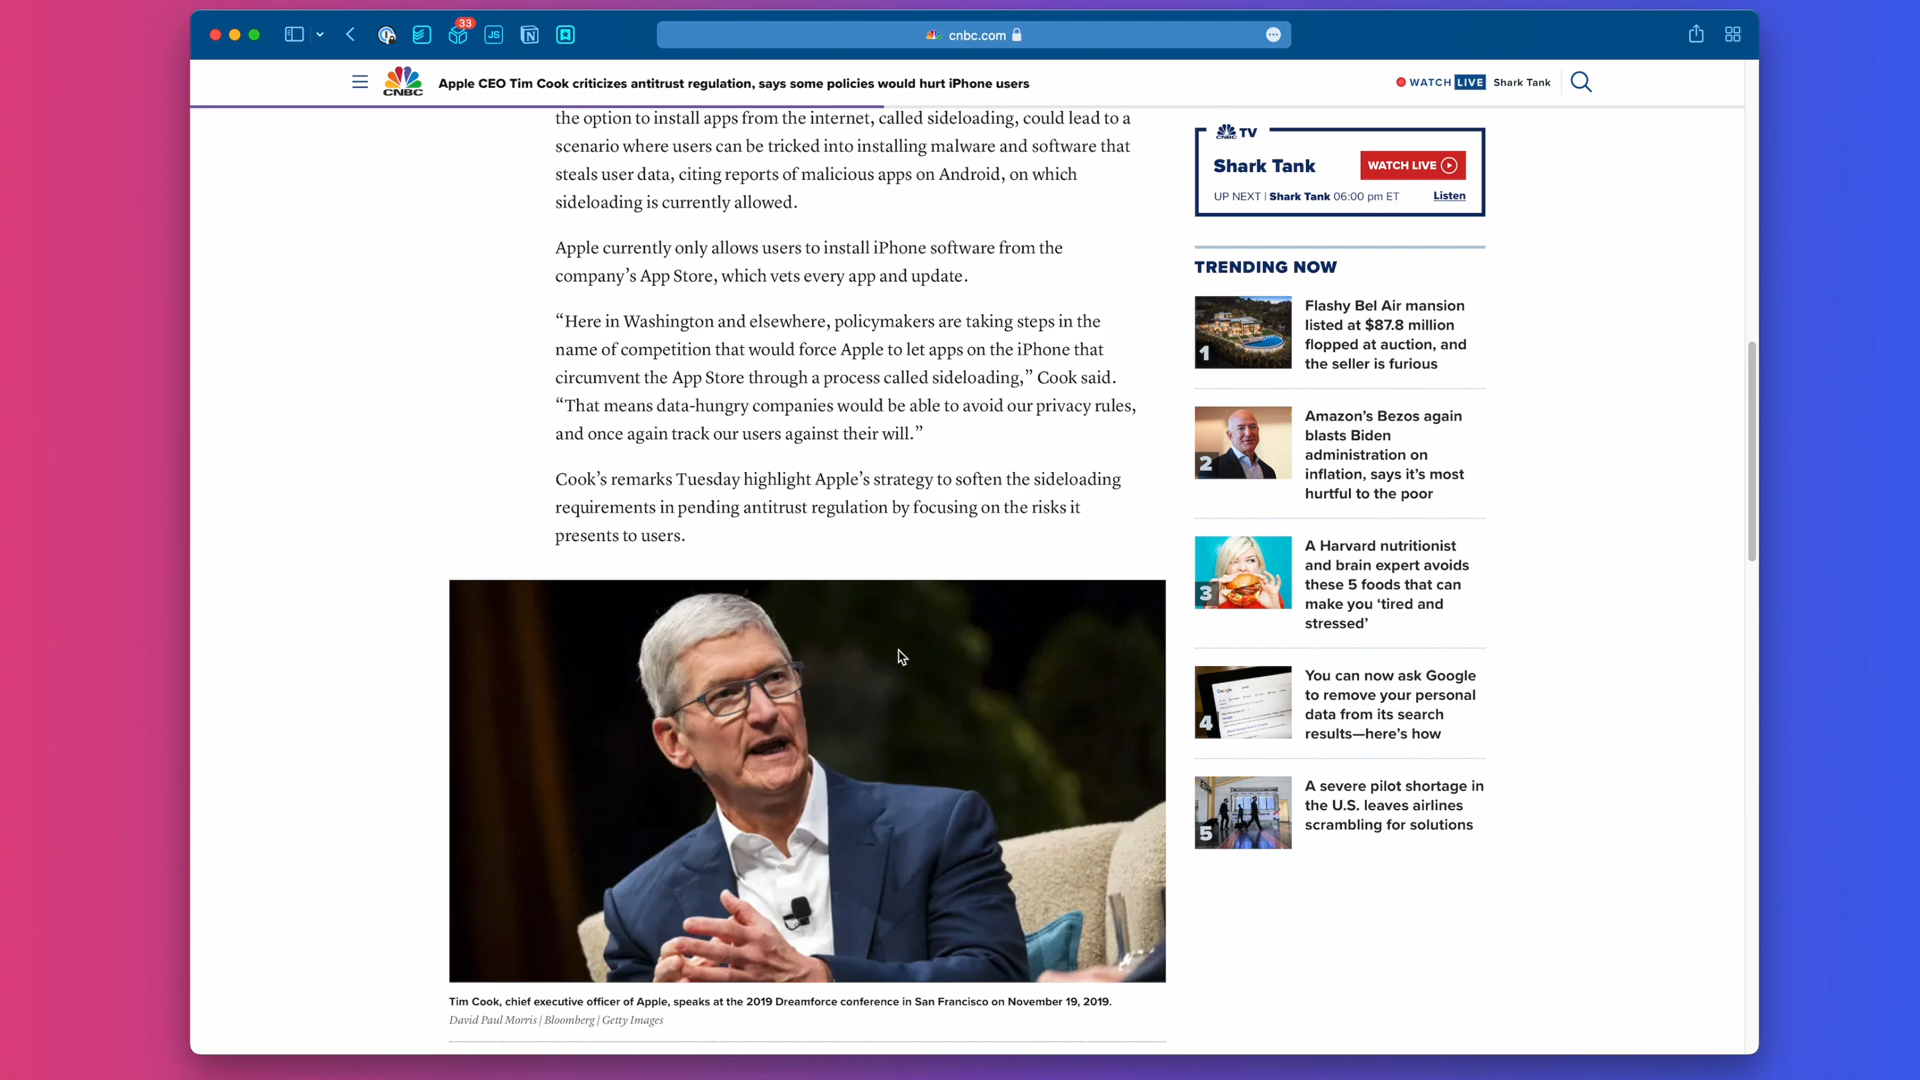 33
JS
cnbc.com
CNBC
Apple CEO Tim Cook criticizes antitrust regulation, says some policies would hurt iPhone users
WATCH LIVE
Shark Tank
the option to install apps from the internet, called sideloading, could lead to a
scenario where users can be tricked into installing malware and software that
steals user data, citing reports of malicious apps on Android, on which
sideloading is currently allowed.
Apple currently only allows users to install iPhone software from the
company’s App Store, which vets every app and update.
“Here in Washington and elsewhere, policymakers are taking steps in the
name of competition that would force Apple to let apps on the iPhone that
circumvent the App Store through a process called sideloading,” Cook said.
“That means data-hungry companies would be able to avoid our privacy rules,
and once again track our users against their will.”
Cook’s remarks Tuesday highlight Apple’s strategy to soften the sideloading
requirements in pending antitrust regulation by focusing on the risks it
presents to users.
Tim Cook, chief executive officer of Apple, speaks at the 2019 Dreamforce conference in San Francisco on November 19, 2019.
David Paul Morris | Bloomberg | Getty Images
CNBC TV
Shark Tank
WATCH LIVE
UP NEXT | Shark Tank 06:00 pm ET
Listen
TRENDING NOW
1
Flashy Bel Air mansion
listed at $87.8 million
flopped at auction, and
the seller is furious
2
Amazon’s Bezos again
blasts Biden
administration on
inflation, says it’s most
hurtful to the poor
3
A Harvard nutritionist
and brain expert avoids
these 5 foods that can
make you ‘tired and
stressed’
Google
4
You can now ask Google
to remove your personal
data from its search
results—here’s how
5
A severe pilot shortage in
the U.S. leaves airlines
scrambling for solutions